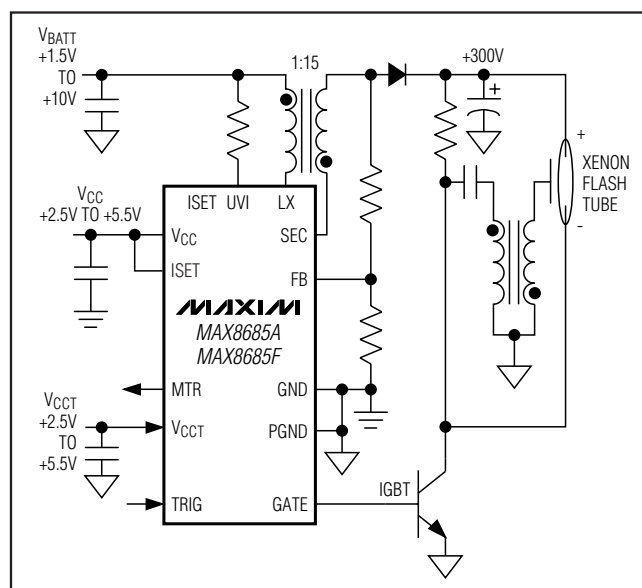 VBATT
+1.5V
TO
+10V
1:15
+300V
+
+
XENON
FLASH
TUBE
-
VCC
+2.5V TO +5.5V
ISET UVI LX
SEC
VCC
ISET
FB
MAXIM
MAX8685A
MAX8685F
MTR
GND
VCCT
+2.5V
TO
+5.5V
VCCT
PGND
TRIG
GATE
IGBT